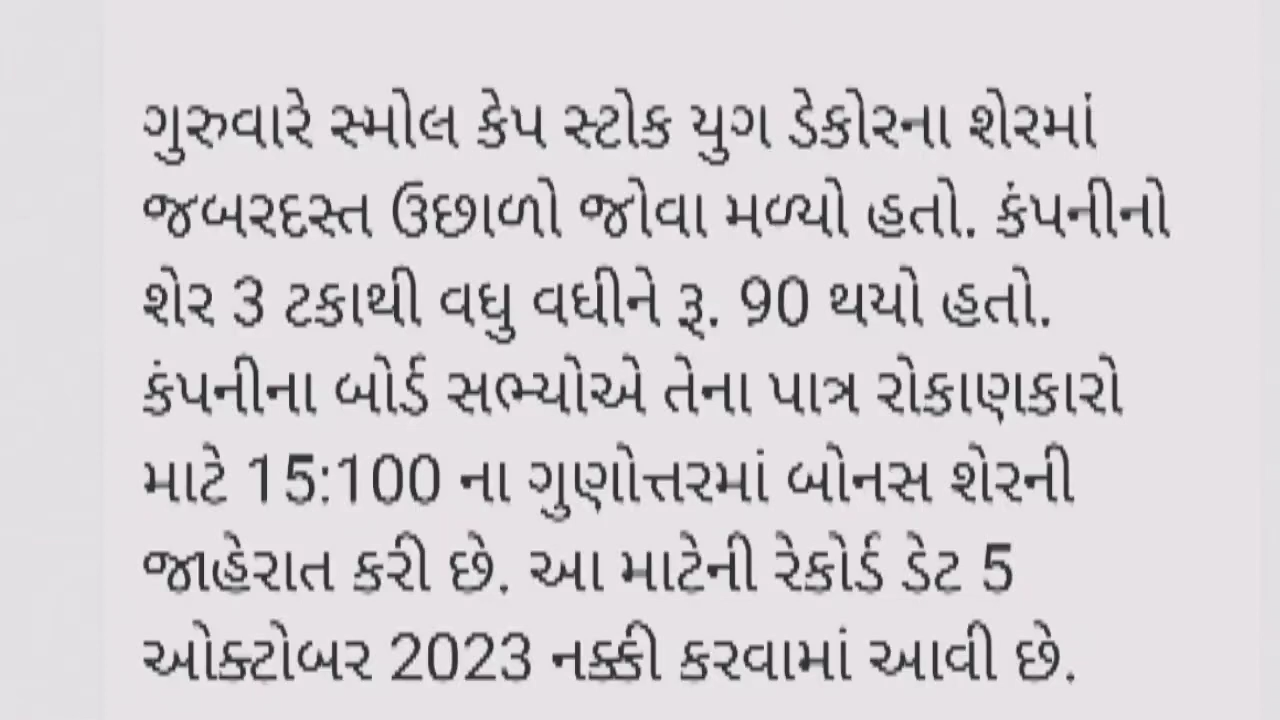 ગુરુવારે સ્મોલ કેપ સ્ટોક યુગ ડેકોરના શેરમાં
જબરદસ્ત ઉછાળો જોવા મળ્યો હતો. કંપનીનો
શેર 3 ટકાથી વધુ વધીને રૂ. 90 થયો હતો.
કંપનીના બોર્ડ સભ્યોએ તેના પાત્ર રોકાણકારો
માટે 15:100 ના ગુણોત્તરમાં બોનસ શેરની
જાહેરાત કરી છે. આ માટેની રેકોર્ડ ડેટ 5
ઓક્ટોબર 2023 નક્કી કરવામાં આવી છે.